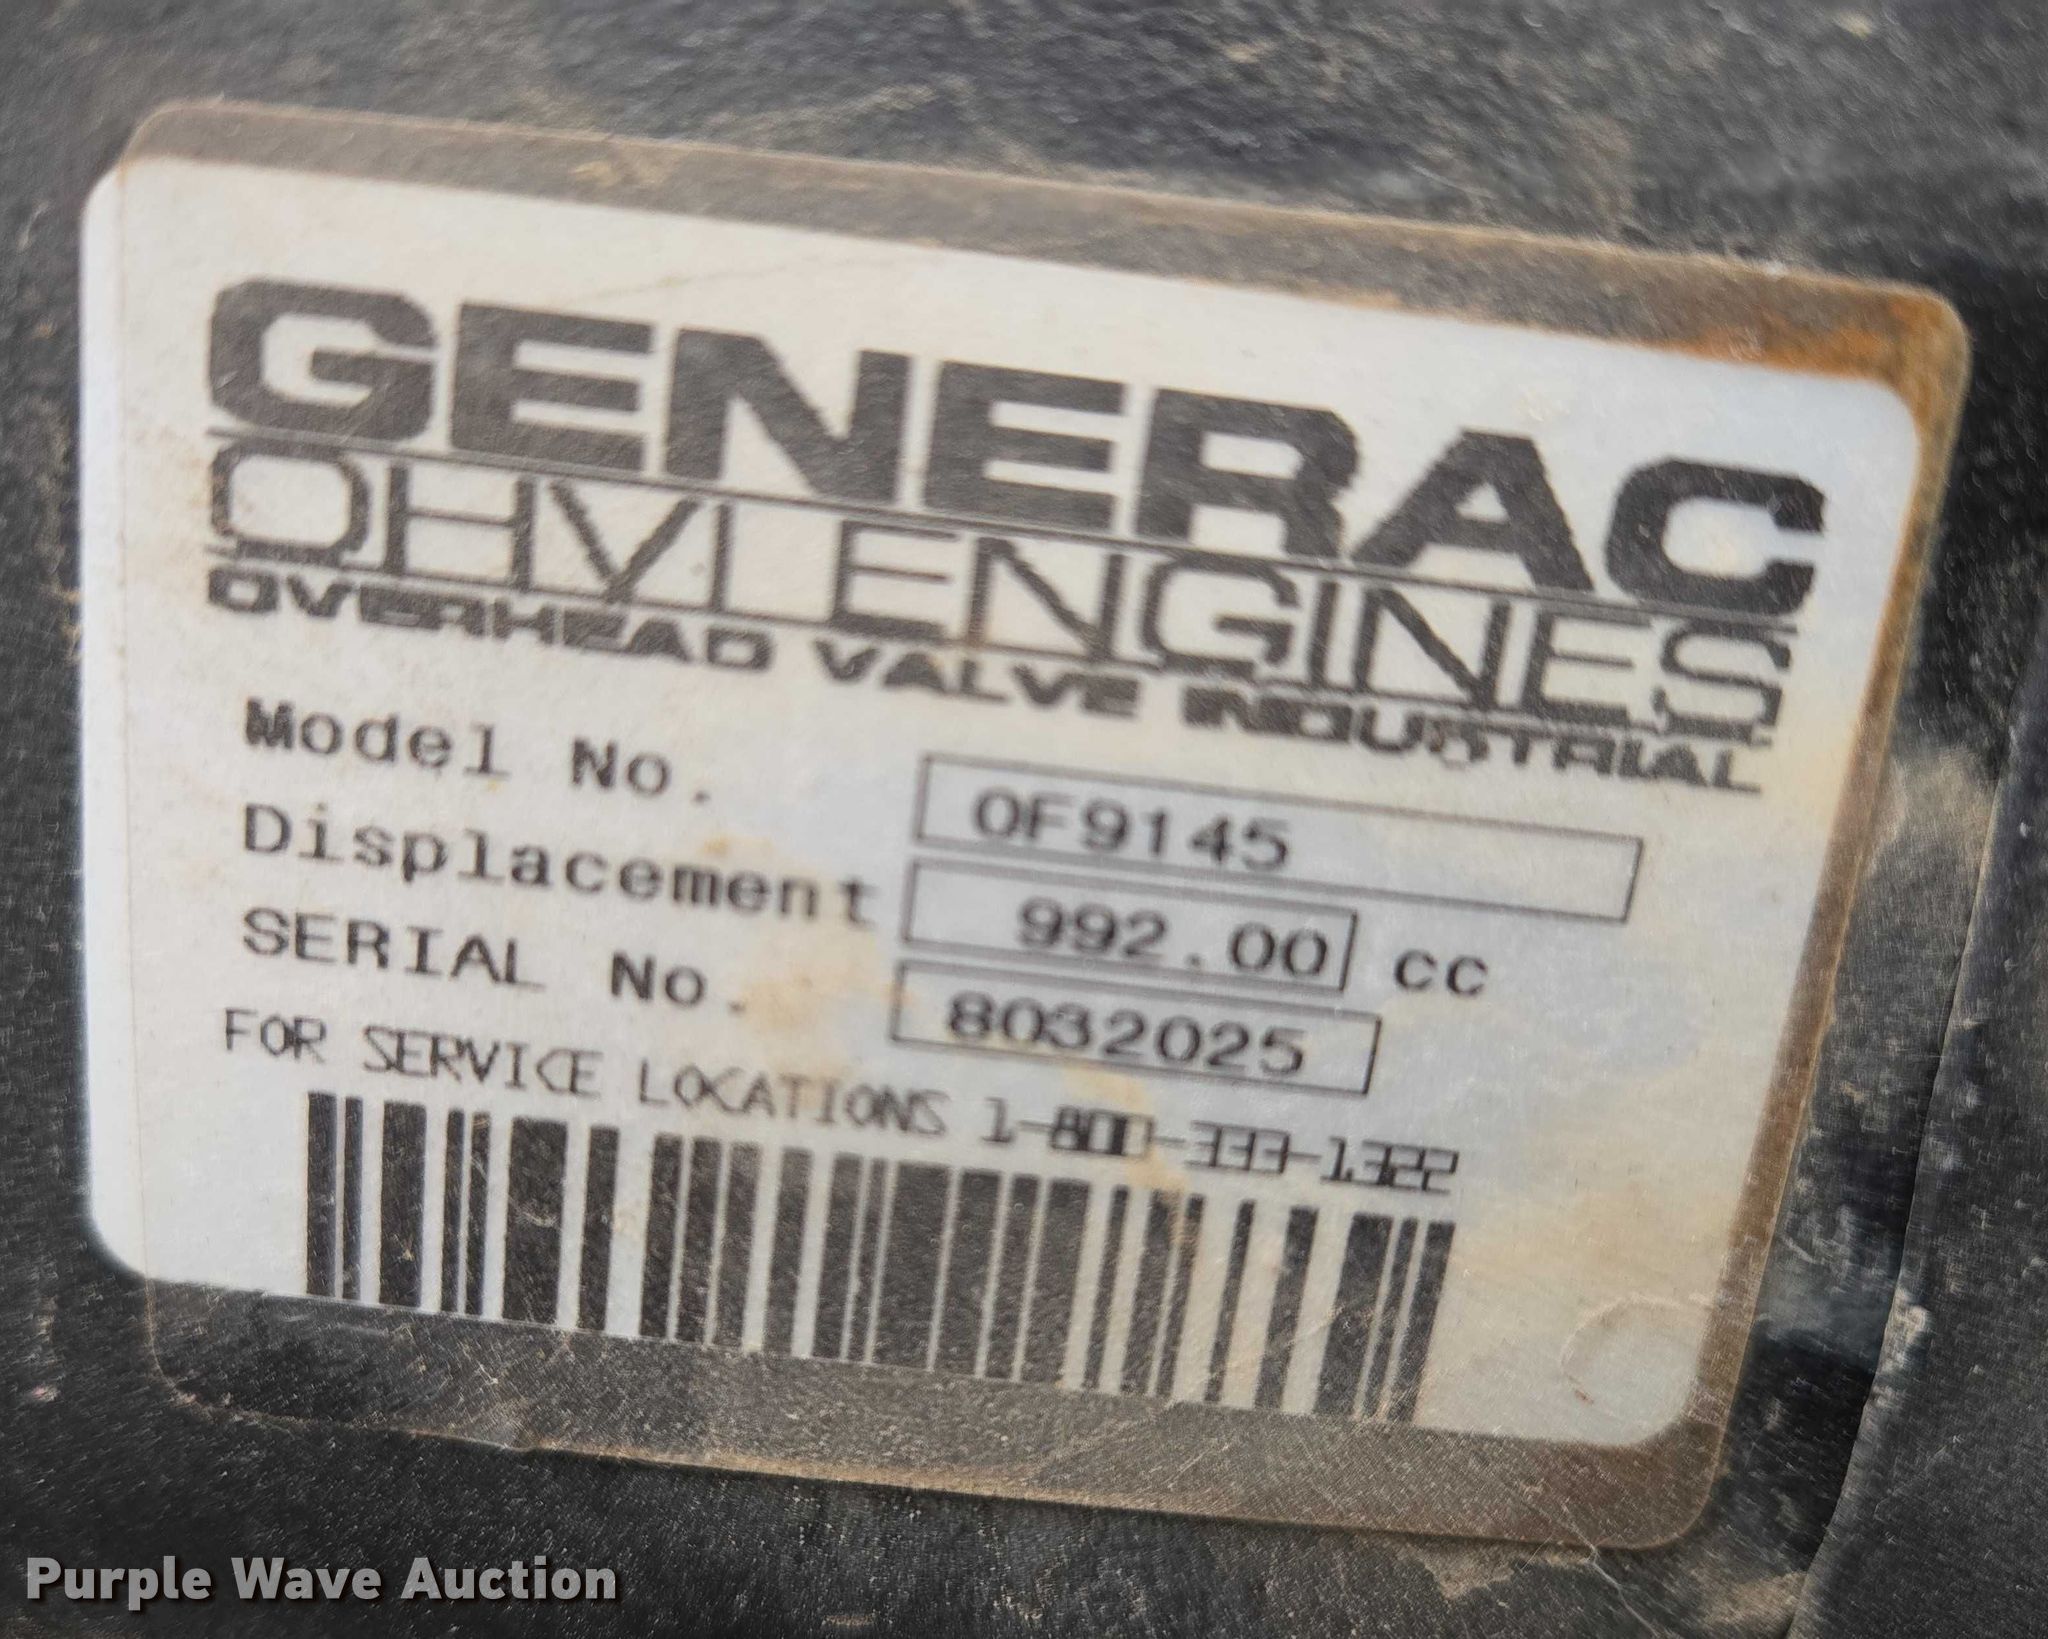 GENERAC
OHVI ENGINES
OVERHEAD VALVE INDUSTRIAL
Model No. 0F9145
Displacement 992.00 cc
SERIAL No. 8032025
FOR SERVICE LOCATIONS 1-800-333-1322
Purple Wave Auction